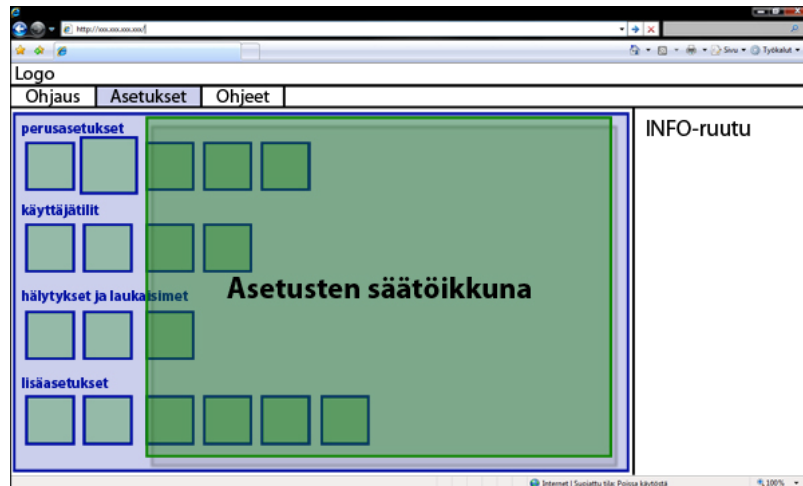 http://xxx.xxx.xxx.xxx/
Sivu
Työkalut
Logo
Ohjaus
Asetukset
Ohjeet
perusasetukset
INFO-ruutu
käyttäjätilit
Asetusten säätöikkuna
hälytykset ja laukaisimet
lisäasetukset
Internet | Suojattu tila: Poissa käytöstä
100%